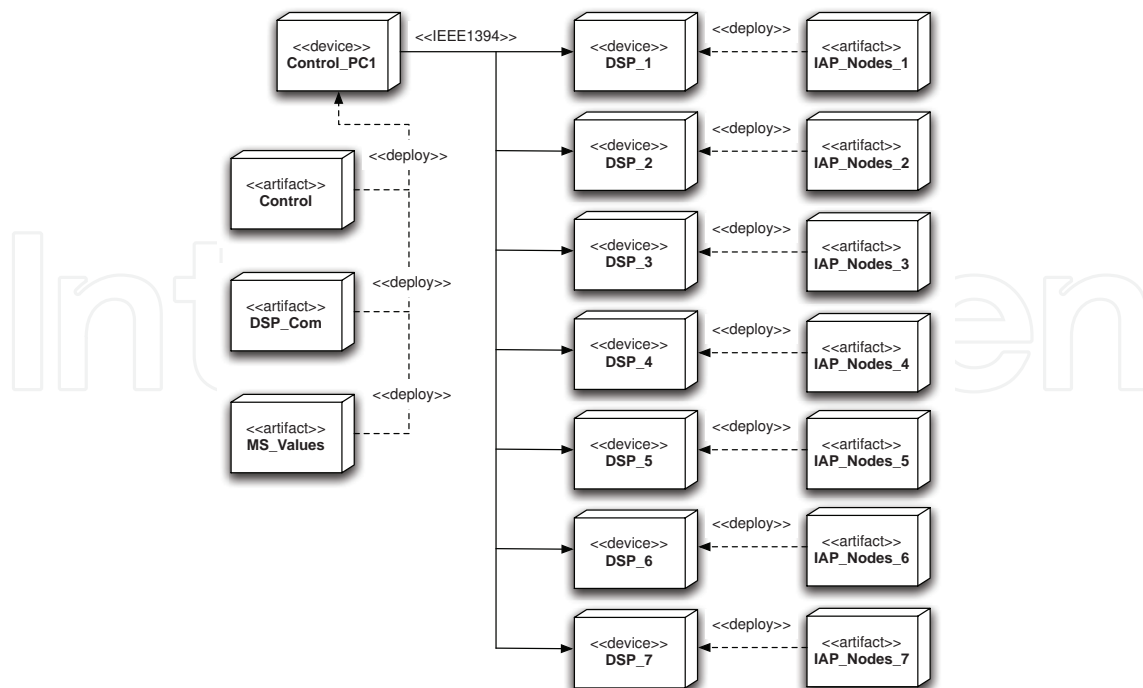 <<device>>
Control_PC1
<<IEEE1394>>
<<device>>
DSP_1
<<deploy>>
<<artifact>>
IAP_Nodes_1
<<deploy>>
<<artifact>>
Control
<<device>>
DSP_2
<<deploy>>
<<artifact>>
IAP_Nodes_2
<<device>>
DSP_3
<<deploy>>
<<artifact>>
IAP_Nodes_3
<<deploy>>
<<artifact>>
DSP_Com
<<device>>
DSP_4
<<deploy>>
<<artifact>>
IAP_Nodes_4
<<deploy>>
<<artifact>>
MS_Values
<<device>>
DSP_5
<<deploy>>
<<artifact>>
IAP_Nodes_5
<<device>>
DSP_6
<<deploy>>
<<artifact>>
IAP_Nodes_6
<<device>>
DSP_7
<<deploy>>
<<artifact>>
IAP_Nodes_7
Inte